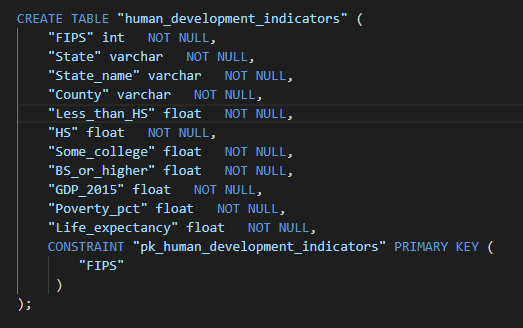 CREATE TABLE "human_development_indicators" (
"FIPS" int   NOT NULL,
"State" varchar   NOT NULL,
"State_name" varchar   NOT NULL,
"County" varchar   NOT NULL,
"Less_than_HS" float   NOT NULL,
"HS" float   NOT NULL,
"Some_college" float   NOT NULL,
"BS_or_higher" float   NOT NULL,
"GDP_2015" float   NOT NULL,
"Poverty_pct" float   NOT NULL,
"Life_expectancy" float   NOT NULL,
CONSTRAINT "pk_human_development_indicators" PRIMARY KEY (
"FIPS"
)
);